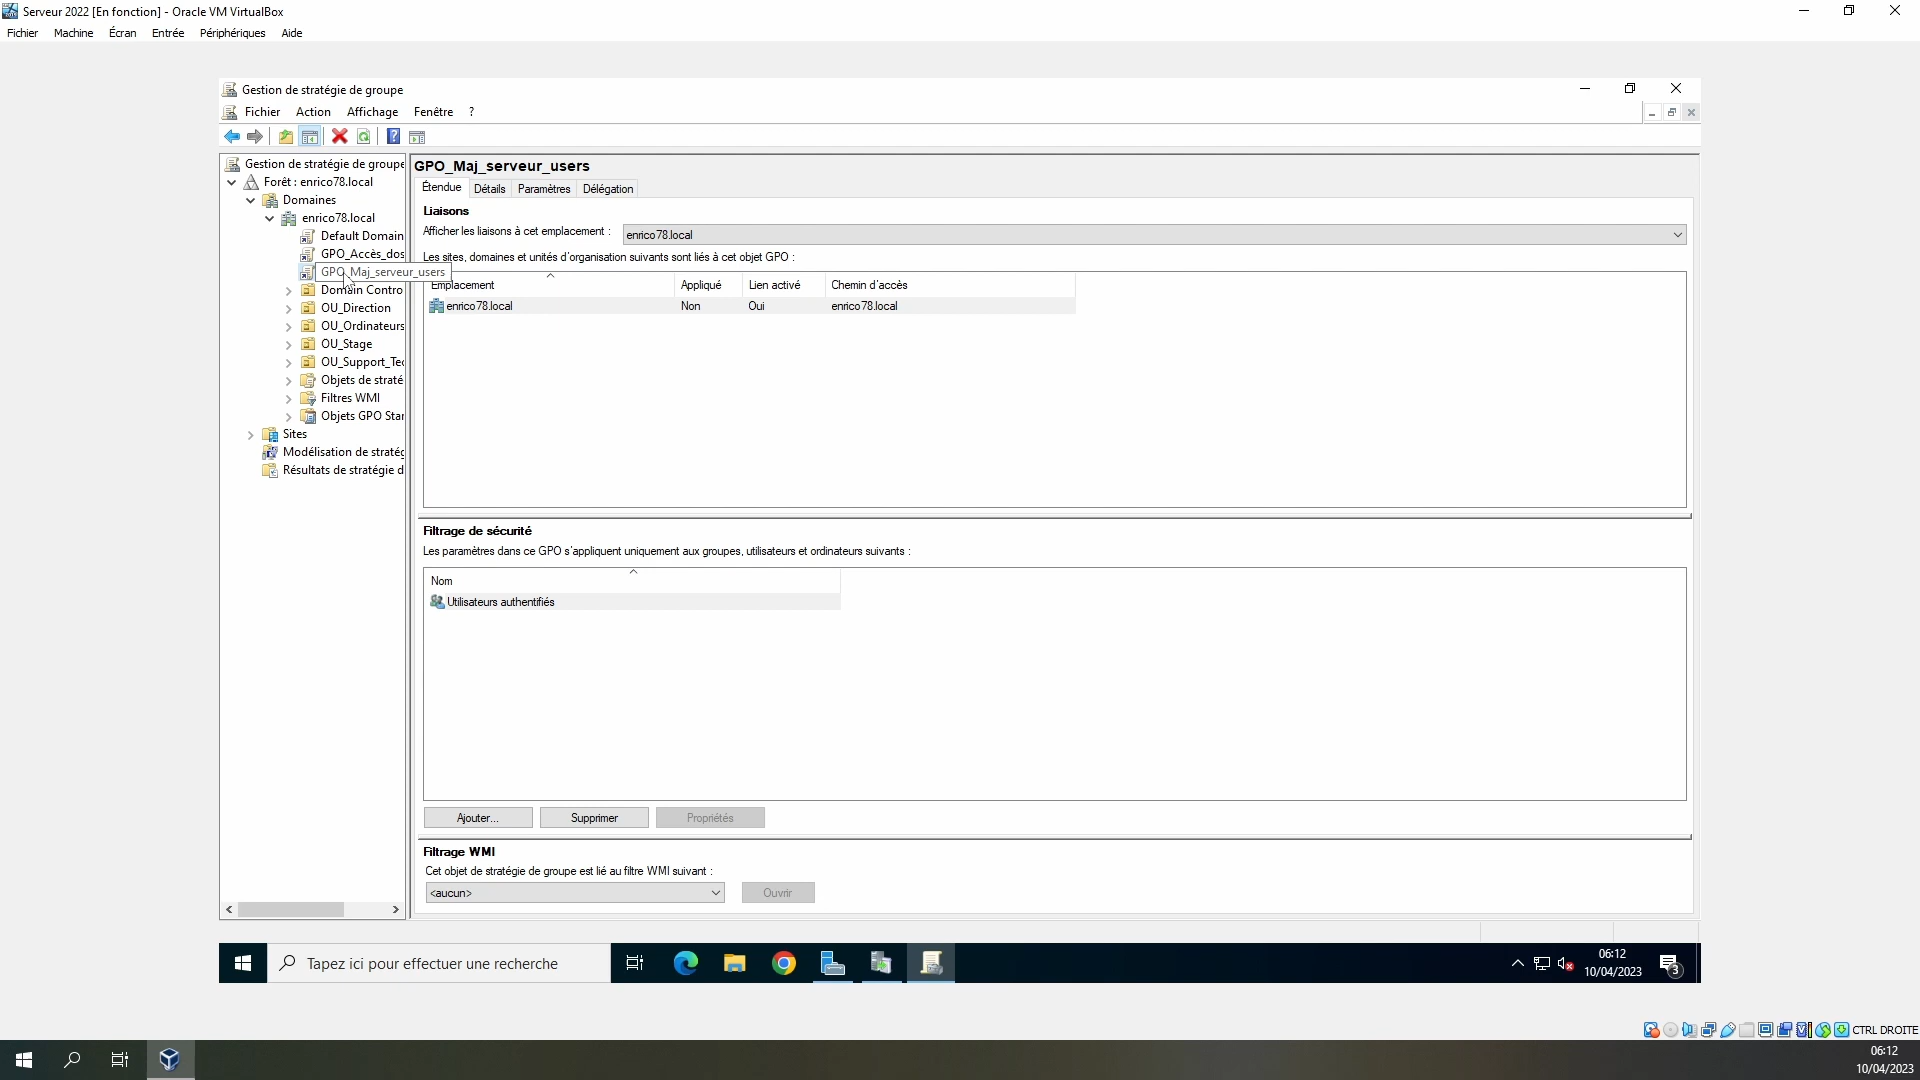 Serveur 2022 [En fonction] - Oracle VM VirtualBox
Fichier Machine Écran Entrée Périphériques Aide
Gestion de stratégie de groupe
Fichier Action Affichage Fenêtre ?
Gestion de stratégie de groupe
Forêt : enrico78.local
Domaines
enrico78.local
Default Domain
GPO_Accès_dos
GPO_Maj_serveur_users
Domain Contro
OU_Direction
OU_Ordinateurs
OU_Stage
OU_Support_Tec
Objets de straté
Filtres WMI
Objets GPO Star
Sites
Modélisation de stratég
Résultats de stratégie d
GPO_Maj_serveur_users
Étendue Détails Paramètres Délégation
Liaisons
Afficher les liaisons à cet emplacement : enrico78.local
Les sites, domaines et unités d'organisation suivants sont liés à cet objet GPO :
Emplacement Appliqué Lien activé Chemin d'accès
enrico78.local Non Oui enrico78.local
Filtrage de sécurité
Les paramètres dans ce GPO s'appliquent uniquement aux groupes, utilisateurs et ordinateurs suivants :
Nom
Utilisateurs authentifiés
Ajouter... Supprimer Propriétés
Filtrage WMI
Cet objet de stratégie de groupe est lié au filtre WMI suivant :
<aucun> Ouvrir
Tapez ici pour effectuer une recherche
06:12
10/04/2023
3
CTRL DROITE
06:12
10/04/2023